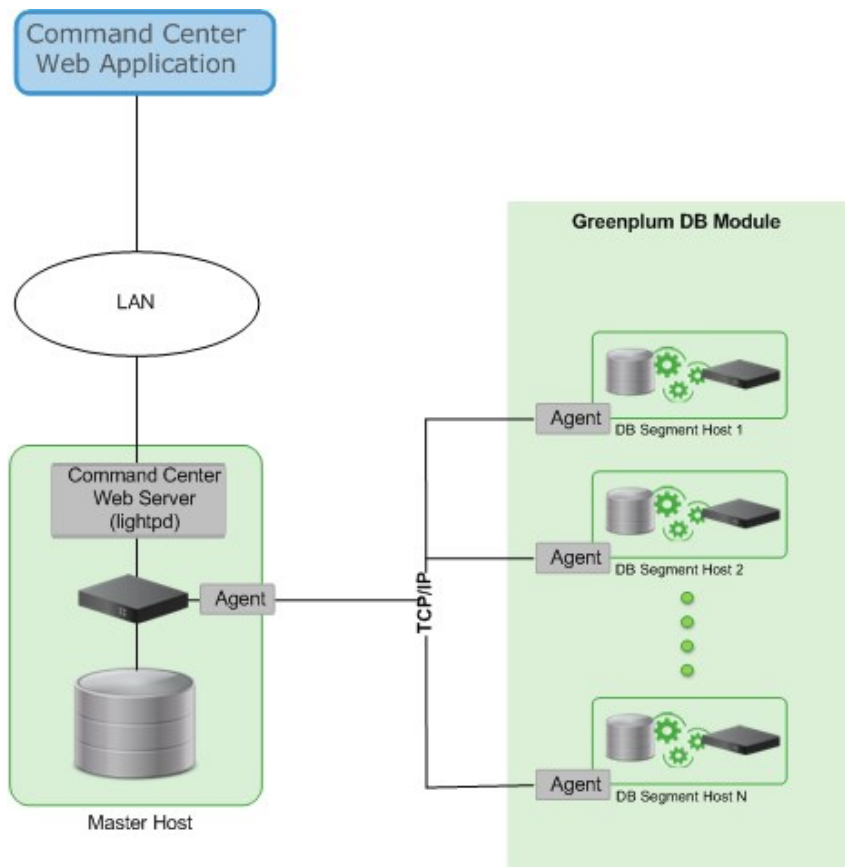 Command Center
Web Application
LAN
Command Center
Web Server
(lightpd)
Agent
Master Host
TCP/IP
Greenplum DB Module
Agent
DB Segment Host 1
Agent
DB Segment Host 2
Agent
DB Segment Host N